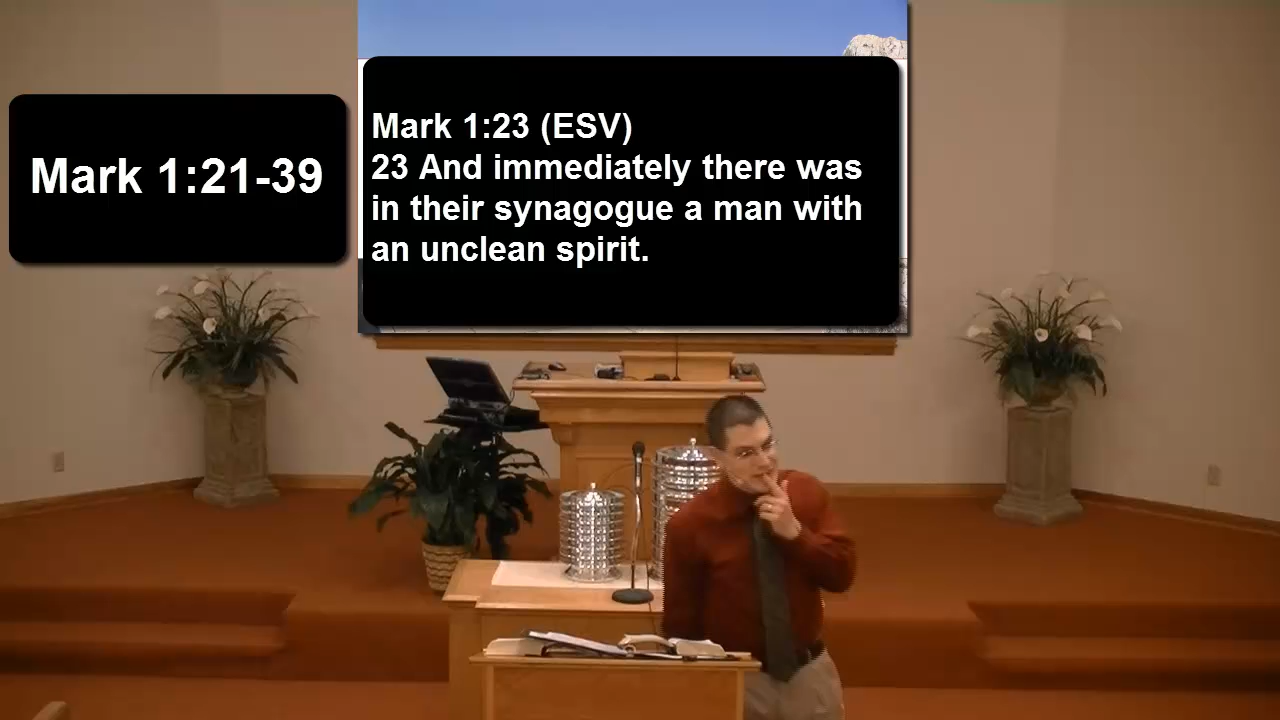 Mark 1:21-39
Mark 1:23 (ESV)
23 And immediately there was
in their synagogue a man with
an unclean spirit.